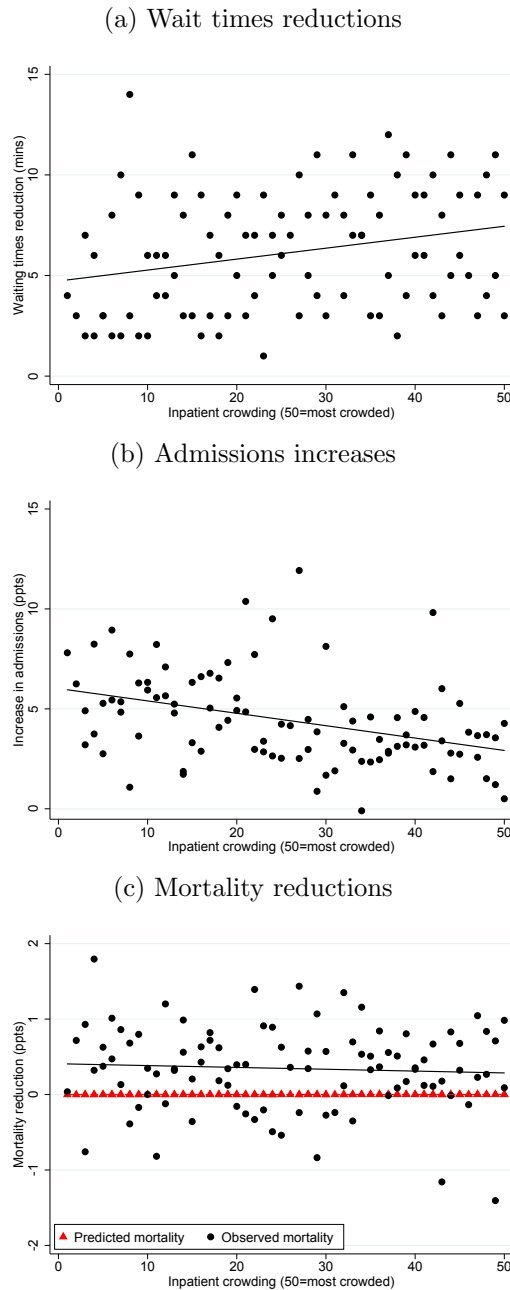 (a) Wait times reductions
Waiting times reduction (mins)
15
10
5
0
0 10 20 30 40 50
Inpatient crowding (50=most crowded)
(b) Admissions increases
Increase in admissions (ppts)
15
10
5
0
0 10 20 30 40 50
Inpatient crowding (50=most crowded)
(c) Mortality reductions
Mortality reduction (ppts)
2
1
0
-1
-2
Predicted mortality Observed mortality
0 10 20 30 40 50
Inpatient crowding (50=most crowded)